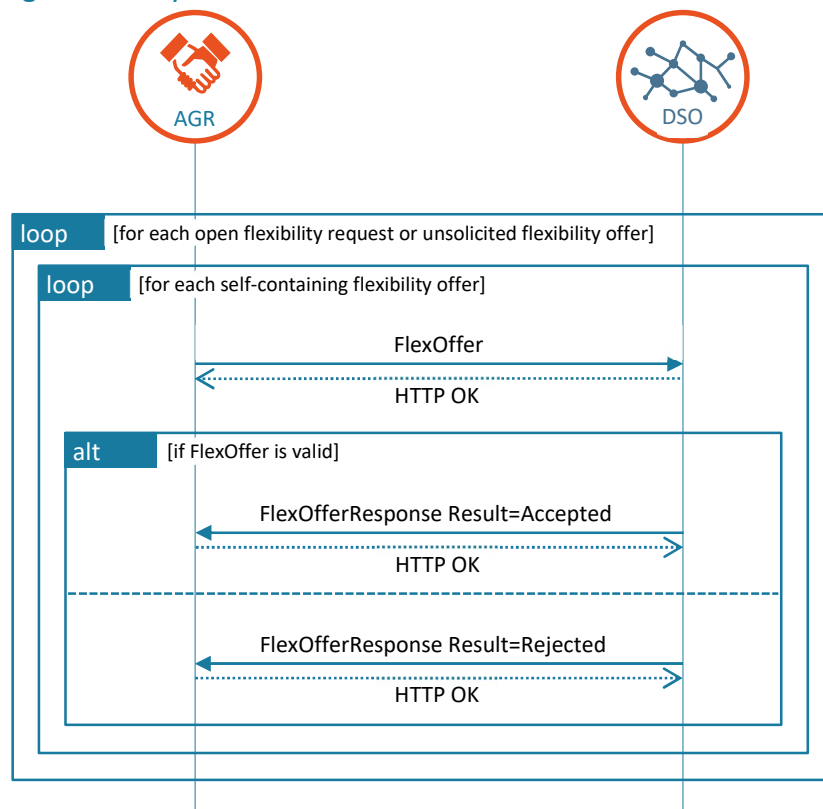 AGR
DSO
loop [for each open flexibility request or unsolicited flexibility offer]
loop [for each self-containing flexibility offer]
FlexOffer
HTTP OK
alt [if FlexOffer is valid]
FlexOfferResponse Result=Accepted
HTTP OK
FlexOfferResponse Result=Rejected
HTTP OK